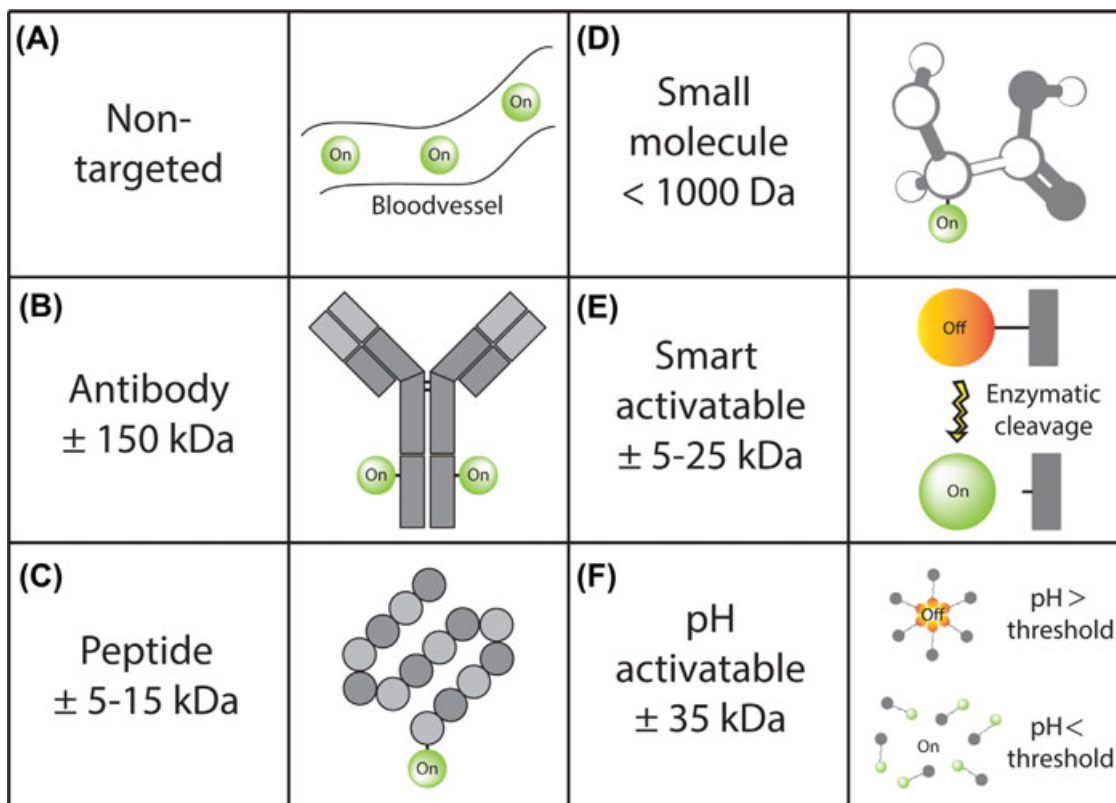 (A)
Non-
targeted
On
On
On
Bloodvessel
(D)
Small
molecule
< 1000 Da
On
(B)
Antibody
± 150 kDa
On
On
(E)
Smart
activatable
± 5-25 kDa
Off
Enzymatic
cleavage
On
(C)
Peptide
± 5-15 kDa
On
(F)
pH
activatable
± 35 kDa
Off
pH >
threshold
On
pH <
threshold